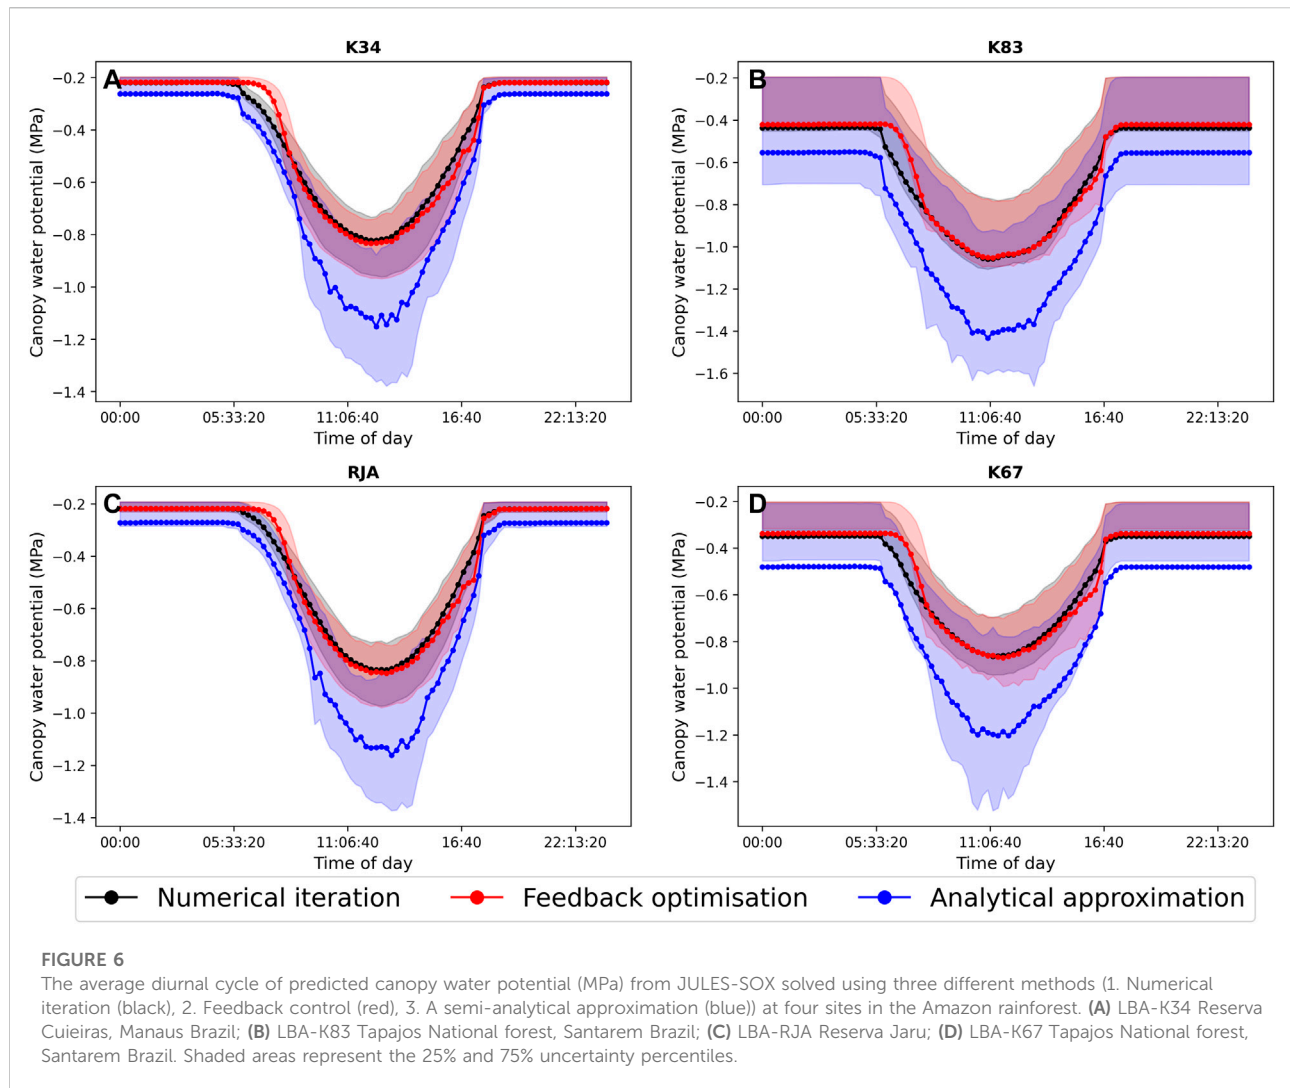 K34
A
Canopy water potential (MPa)
−0.2
−0.4
−0.6
−0.8
−1.0
−1.2
−1.4
00:00 05:33:20 11:06:40 16:40 22:13:20
Time of day
K83
B
Canopy water potential (MPa)
−0.2
−0.4
−0.6
−0.8
−1.0
−1.2
−1.4
−1.6
00:00 05:33:20 11:06:40 16:40 22:13:20
Time of day
RJA
C
Canopy water potential (MPa)
−0.2
−0.4
−0.6
−0.8
−1.0
−1.2
−1.4
00:00 05:33:20 11:06:40 16:40 22:13:20
Time of day
K67
D
Canopy water potential (MPa)
−0.2
−0.4
−0.6
−0.8
−1.0
−1.2
−1.4
00:00 05:33:20 11:06:40 16:40 22:13:20
Time of day
Numerical iteration Feedback optimisation Analytical approximation
FIGURE 6
The average diurnal cycle of predicted canopy water potential (MPa) from JULES-SOX solved using three different methods (1. Numerical
iteration (black), 2. Feedback control (red), 3. A semi-analytical approximation (blue)) at four sites in the Amazon rainforest. (A) LBA-K34 Reserva
Cuieiras, Manaus Brazil; (B) LBA-K83 Tapajos National forest, Santarem Brazil; (C) LBA-RJA Reserva Jaru; (D) LBA-K67 Tapajos National forest,
Santarem Brazil. Shaded areas represent the 25% and 75% uncertainty percentiles.